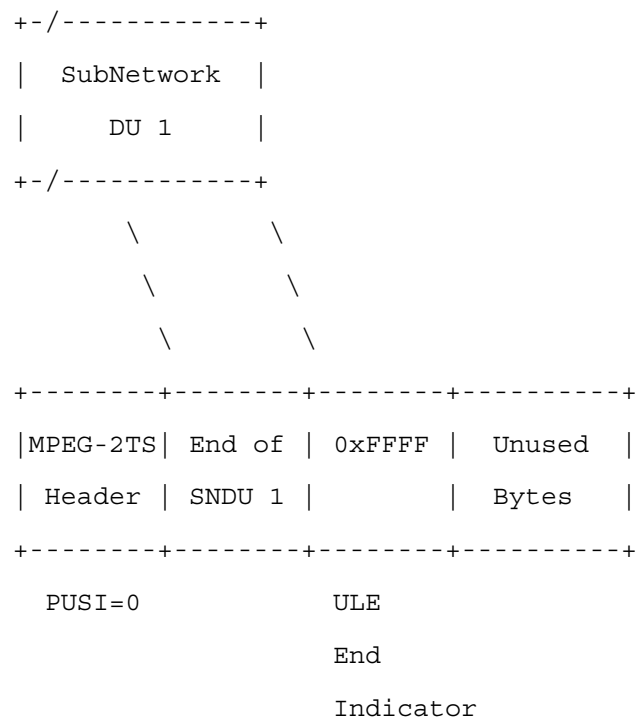 +-/------------+
|  SubNetwork  |
|     DU 1     |
+-/------------+
      \       \
       \       \
        \       \
+--------+--------+--------+----------+
|MPEG-2TS| End of | 0xFFFF |  Unused  |
| Header | SNDU 1 |        |  Bytes   |
+--------+--------+--------+----------+
  PUSI=0            ULE
                    End
                    Indicator